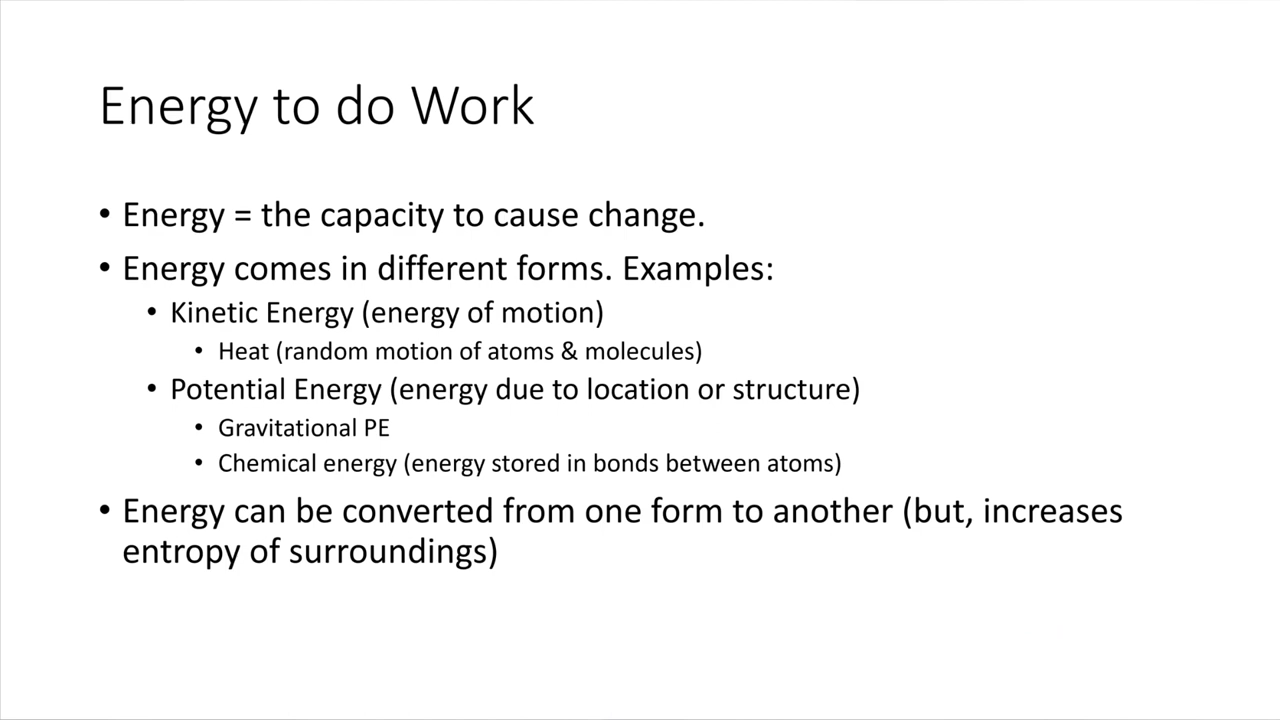 Energy to do Work
• Energy = the capacity to cause change.
• Energy comes in different forms. Examples:
• Kinetic Energy (energy of motion)
• Heat (random motion of atoms & molecules)
• Potential Energy (energy due to location or structure)
• Gravitational PE
• Chemical energy (energy stored in bonds between atoms)
• Energy can be converted from one form to another (but, increases
entropy of surroundings)